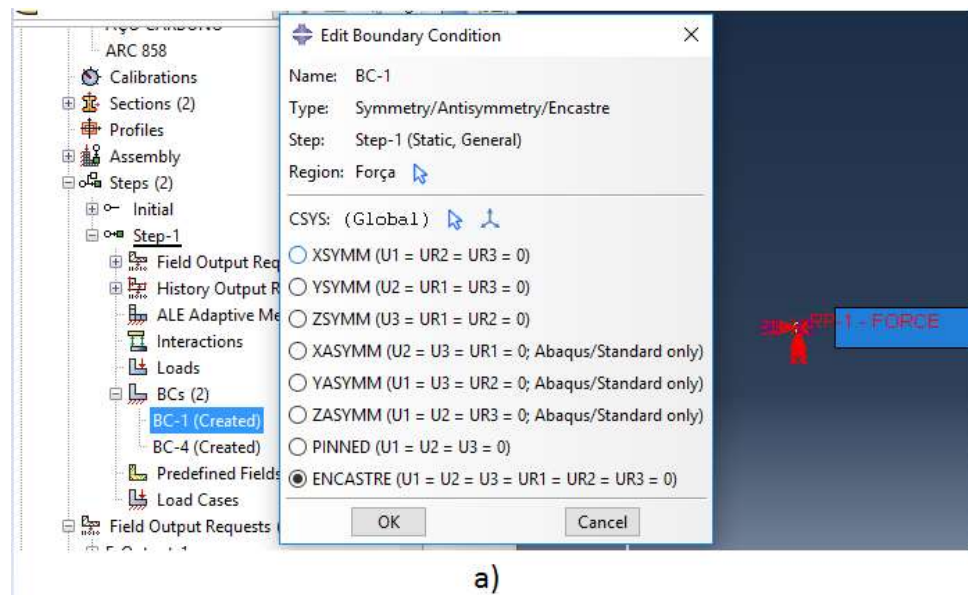 ARC 858
Calibrations
Sections (2)
Profiles
Assembly
Steps (2)
Initial
Step-1
Field Output Req
History Output R
ALE Adaptive Me
Interactions
Loads
BCs (2)
BC-1 (Created)
BC-4 (Created)
Predefined Fields
Load Cases
Field Output Requests
Edit Boundary Condition
Name: BC-1
Type: Symmetry/Antisymmetry/Encastre
Step: Step-1 (Static, General)
Region: Força
CSYS: (Global)
XSYMM (U1 = UR2 = UR3 = 0)
YSYMM (U2 = UR1 = UR3 = 0)
ZSYMM (U3 = UR1 = UR2 = 0)
XASYMM (U2 = U3 = UR1 = 0; Abaqus/Standard only)
YASYMM (U1 = U3 = UR2 = 0; Abaqus/Standard only)
ZASYMM (U1 = U2 = UR3 = 0; Abaqus/Standard only)
PINNED (U1 = U2 = U3 = 0)
ENCASTRE (U1 = U2 = U3 = UR1 = UR2 = UR3 = 0)
OK Cancel
RP-1 - FORCE
a)